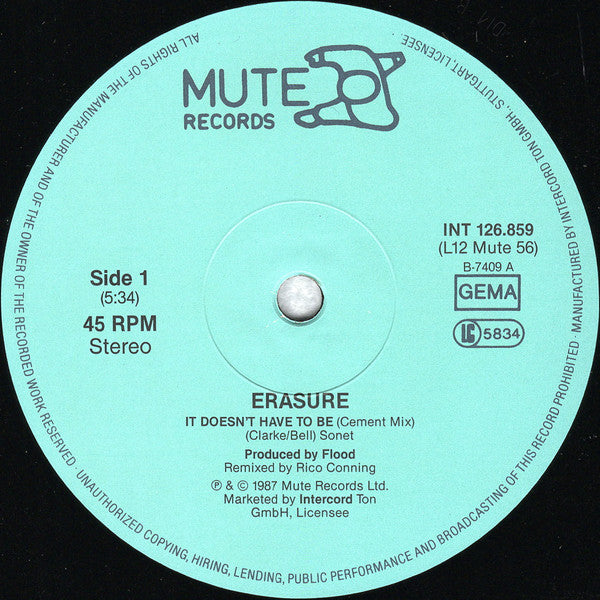 MUTE
RECORDS
INT 126.859
(L12 Mute 56)
B-7409 A
GEMA
LC 5834
Side 1
(5:34)
45 RPM
Stereo
ERASURE
IT DOESN'T HAVE TO BE (Cement Mix)
(Clarke/Bell) Sonet
Produced by Flood
Remixed by Rico Conning
℗ & © 1987 Mute Records Ltd.
Marketed by Intercord Ton
GmbH, Licensee
ALL RIGHTS OF THE MANUFACTURER AND OF THE OWNER OF THE RECORDED WORK RESERVED · UNAUTHORIZED COPYING, HIRING, LENDING, PUBLIC PERFORMANCE AND BROADCASTING OF THIS RECORD PROHIBITED · MANUFACTURED BY INTERCORD TON GMBH., STUTTGART, LICENSEE